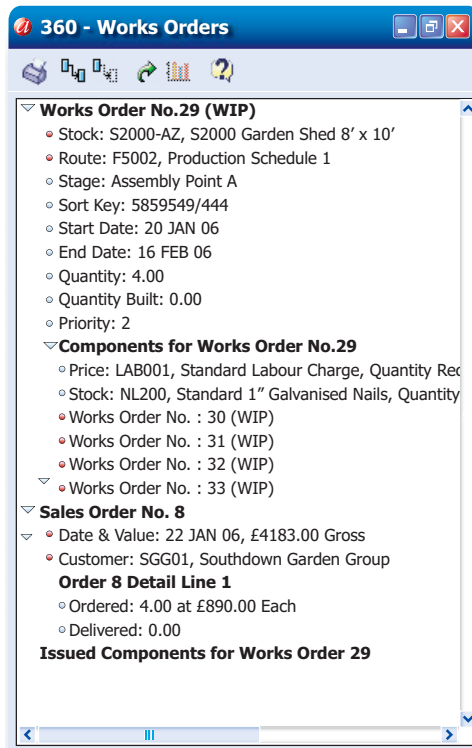 360 - Works Orders
Works Order No.29 (WIP)
Stock: S2000-AZ, S2000 Garden Shed 8’ x 10’
Route: F5002, Production Schedule 1
Stage: Assembly Point A
Sort Key: 5859549/444
Start Date: 20 JAN 06
End Date: 16 FEB 06
Quantity: 4.00
Quantity Built: 0.00
Priority: 2
Components for Works Order No.29
Price: LAB001, Standard Labour Charge, Quantity Rec
Stock: NL200, Standard 1” Galvanised Nails, Quantity
Works Order No. : 30 (WIP)
Works Order No. : 31 (WIP)
Works Order No. : 32 (WIP)
Works Order No. : 33 (WIP)
Sales Order No. 8
Date & Value: 22 JAN 06, £4183.00 Gross
Customer: SGG01, Southdown Garden Group
Order 8 Detail Line 1
Ordered: 4.00 at £890.00 Each
Delivered: 0.00
Issued Components for Works Order 29